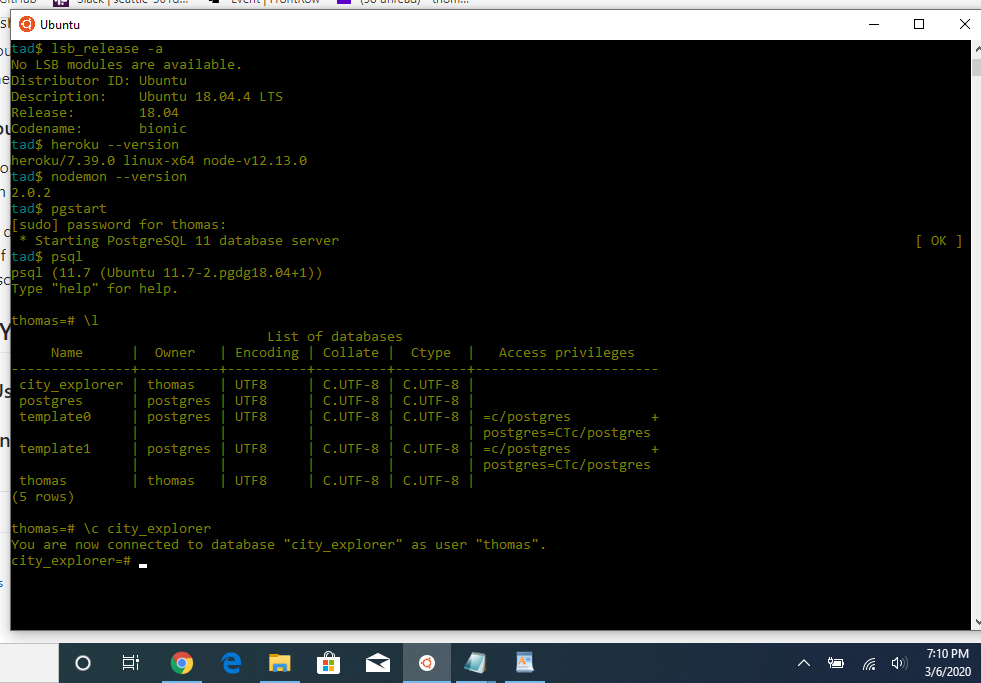 Ubuntu
tad$ lsb_release -a
No LSB modules are available.
Distributor ID: Ubuntu
Description:    Ubuntu 18.04.4 LTS
Release:        18.04
Codename:       bionic
tad$ heroku --version
heroku/7.39.0 linux-x64 node-v12.13.0
tad$ nodemon --version
2.0.2
tad$ pgstart
[sudo] password for thomas:
 * Starting PostgreSQL 11 database server                                        [ OK ]
tad$ psql
psql (11.7 (Ubuntu 11.7-2.pgdg18.04+1))
Type "help" for help.
thomas=# \l
                                List of databases
     Name      |  Owner   | Encoding | Collate |  Ctype  |   Access privileges
---------------+----------+----------+---------+---------+-----------------------
 city_explorer | thomas   | UTF8     | C.UTF-8 | C.UTF-8 |
 postgres      | postgres | UTF8     | C.UTF-8 | C.UTF-8 |
 template0     | postgres | UTF8     | C.UTF-8 | C.UTF-8 | =c/postgres          +
               |          |          |         |         | postgres=CTc/postgres
 template1     | postgres | UTF8     | C.UTF-8 | C.UTF-8 | =c/postgres          +
               |          |          |         |         | postgres=CTc/postgres
 thomas        | thomas   | UTF8     | C.UTF-8 | C.UTF-8 |
(5 rows)
thomas=# \c city_explorer
You are now connected to database "city_explorer" as user "thomas".
city_explorer=#
7:10 PM
3/6/2020